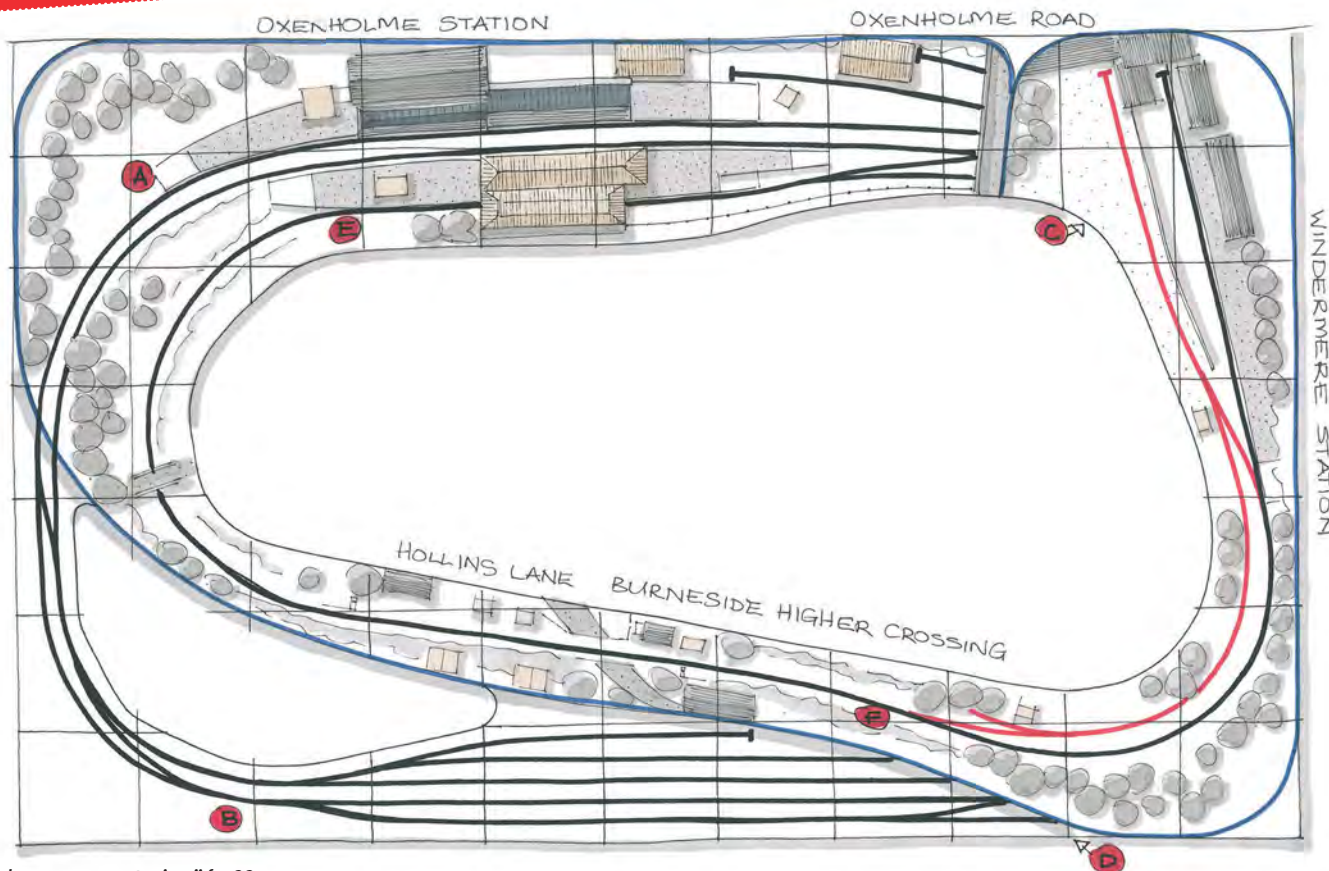 OXENHOLME STATION
OXENHOLME ROAD
A
E
C
WINDERMERE STATION
HOLLINS LANE
BURNESIDE HIGHER CROSSING
F
B
D